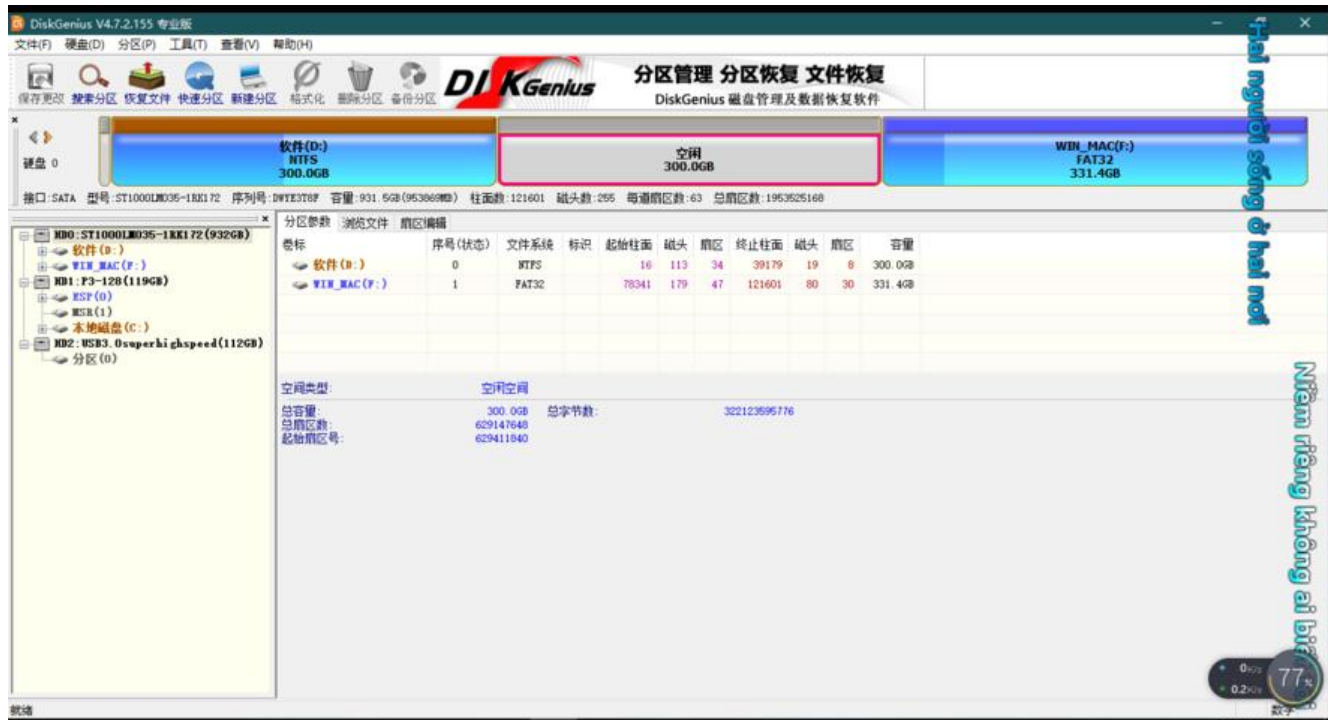 DiskGenius V4.7.2.155 专业版
文件(F) 硬盘(D) 分区(P) 工具(T) 查看(V) 帮助(H)
保存更改 搜索分区 恢复文件 快速分区 新建分区 格式化 删除分区 备份分区
DISKGenius
分区管理 分区恢复 文件恢复
DiskGenius 磁盘管理及数据恢复软件
硬盘 0
软件(D:)
NTFS
300.0GB
空闲
300.0GB
WIN_MAC(F:)
FAT32
331.4GB
接口:SATA 型号:ST1000LM035-1RK172 序列号:DWYE3T8F 容量:931.5GB(953869MB) 柱面数:121601 磁头数:255 每道扇区数:63 总扇区数:1953525168
HD0:ST1000LM035-1RK172(932GB)
软件(D:)
WIN_MAC(F:)
HD1:P3-128(119GB)
ESP(0)
MSR(1)
本地磁盘(C:)
HD2:USB3.0superhighspeed(112GB)
分区(0)
分区参数 浏览文件 扇区编辑
卷标 序号(状态) 文件系统 标识 起始柱面 磁头 扇区 终止柱面 磁头 扇区 容量
软件(D:) 0 NTFS 16 113 34 39179 19 8 300.0GB
WIN_MAC(F:) 1 FAT32 78341 179 47 121601 80 30 331.4GB
空间类型: 空闲空间
总容量: 300.0GB 总字节数: 322123595776
总扇区数: 629147648
起始扇区号: 629411840
Hai người sống ở hai nơi
Niềm riêng không ai biế
0K/s
0.2K/s
77%
就绪
数字